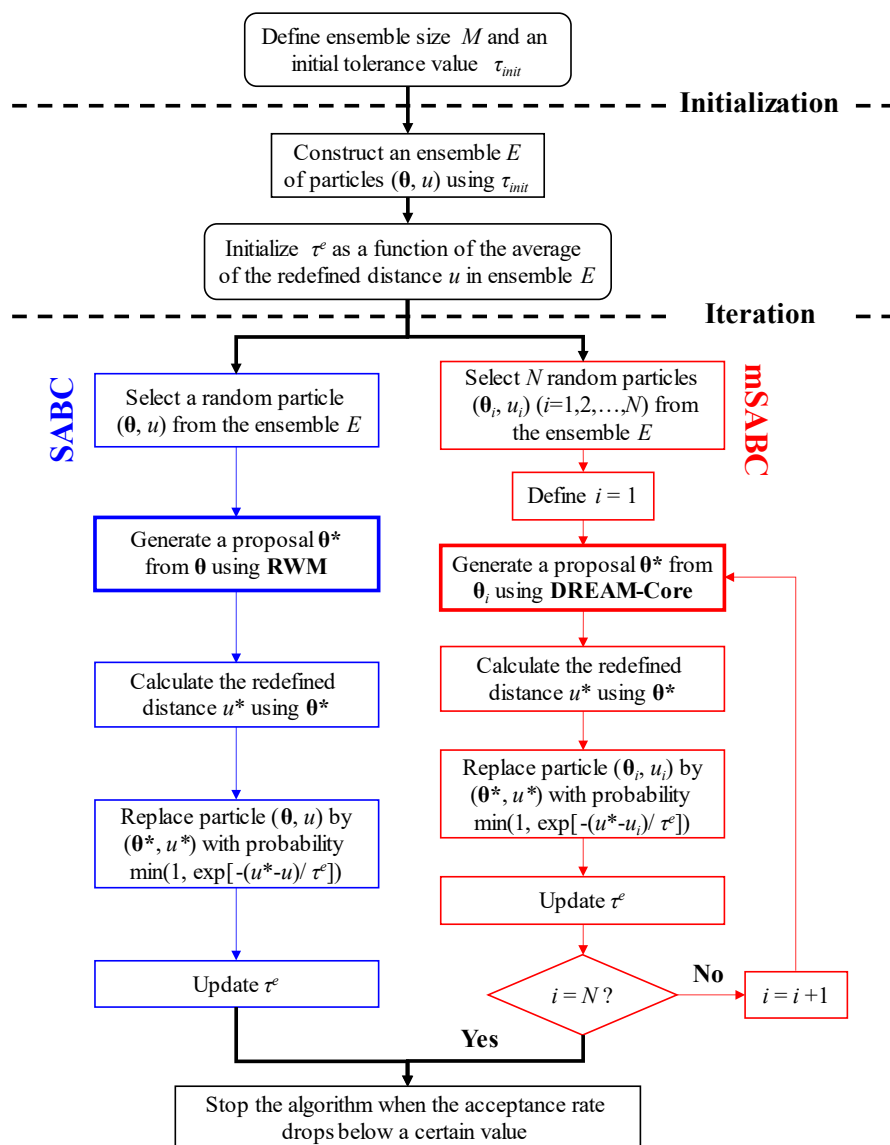 Define ensemble size M and an
initial tolerance value τinit
Initialization
Construct an ensemble E
of particles (θ, u) using τinit
Initialize τe as a function of the average
of the redefined distance u in ensemble E
Iteration
SABC
Select a random particle
(θ, u) from the ensemble E
Generate a proposal θ*
from θ using RWM
Calculate the redefined
distance u* using θ*
Replace particle (θ, u) by
(θ*, u*) with probability
min(1, exp[-(u*-u)/ τe])
Update τe
mSABC
Select N random particles
(θi, ui) (i=1,2,…,N) from
the ensemble E
Define i = 1
Generate a proposal θ* from
θi using DREAM-Core
Calculate the redefined
distance u* using θ*
Replace particle (θi, ui) by
(θ*, u*) with probability
min(1, exp[-(u*-ui)/ τe])
Update τe
i = N ?
No
i = i +1
Yes
Stop the algorithm when the acceptance rate
drops below a certain value